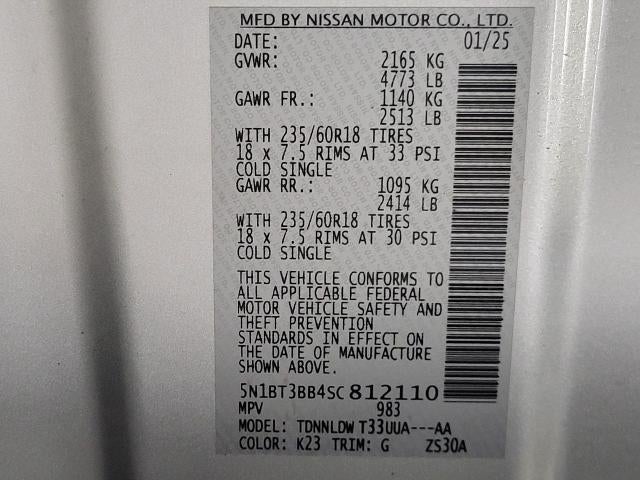 MFD BY NISSAN MOTOR CO., LTD.
DATE: 01/25
GVWR: 2165 KG
4773 LB
GAWR FR.: 1140 KG
2513 LB
WITH 235/60R18 TIRES
18 x 7.5 RIMS AT 33 PSI
COLD SINGLE
GAWR RR.: 1095 KG
2414 LB
WITH 235/60R18 TIRES
18 x 7.5 RIMS AT 30 PSI
COLD SINGLE
THIS VEHICLE CONFORMS TO
ALL APPLICABLE FEDERAL
MOTOR VEHICLE SAFETY AND
THEFT PREVENTION
STANDARDS IN EFFECT ON
THE DATE OF MANUFACTURE
SHOWN ABOVE.
5N1BT3BB4SC812110
MPV 983
MODEL: TDNNLDW T33UUA---AA
COLOR: K23 TRIM: G ZS30A